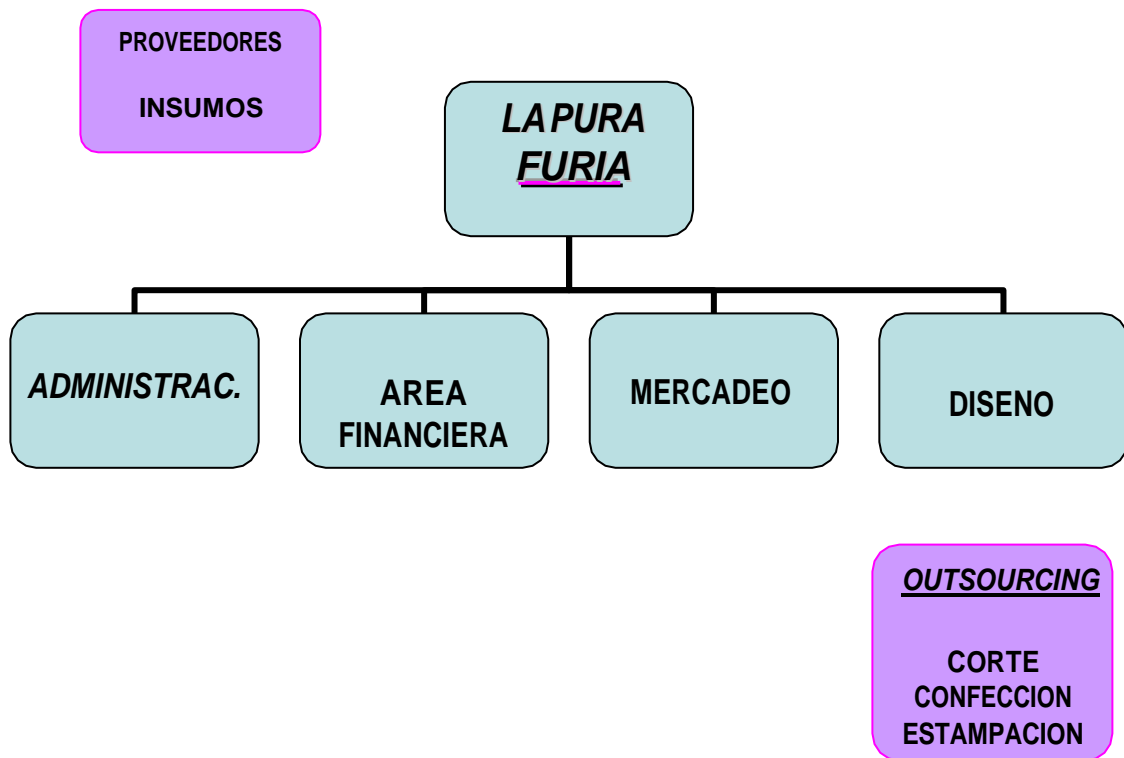 PROVEEDORES
INSUMOS
LA PURA
FURIA
ADMINISTRAC.
AREA
FINANCIERA
MERCADEO
DISENO
OUTSOURCING
CORTE
CONFECCION
ESTAMPACION